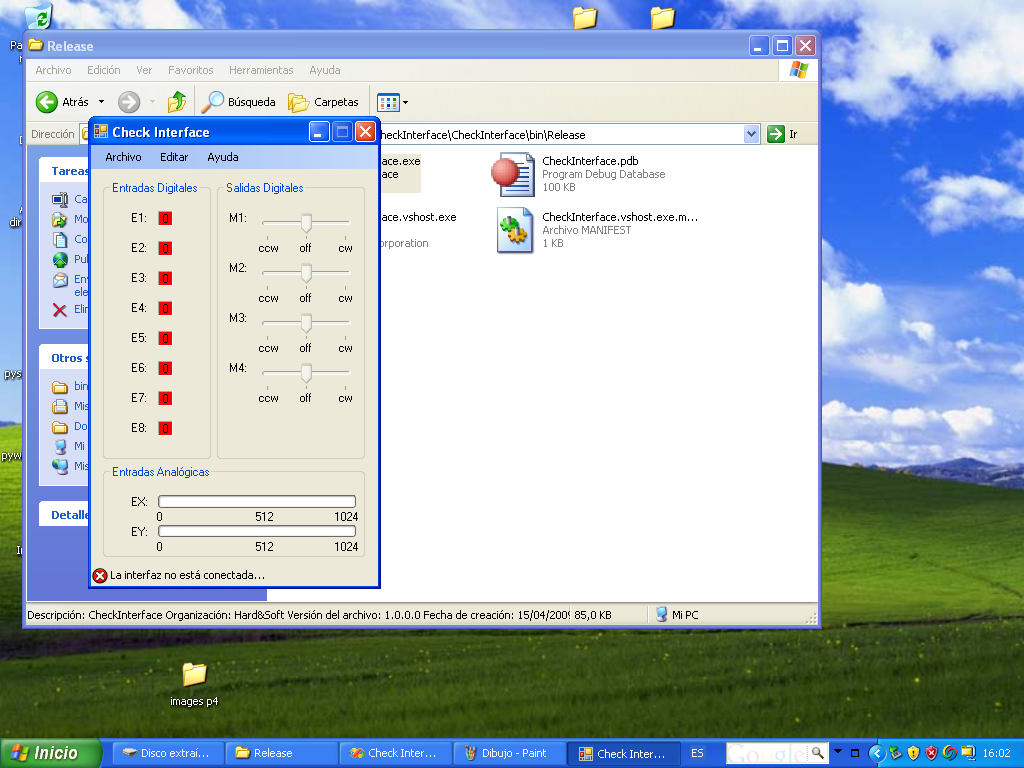 Release
Archivo Edición Ver Favoritos Herramientas Ayuda
Atrás Búsqueda Carpetas
Dirección heckInterface\CheckInterface\bin\Release Ir
Check Interface
Archivo Editar Ayuda
Entradas Digitales
E1: 0
E2: 0
E3: 0
E4: 0
E5: 0
E6: 0
E7: 0
E8: 0
Salidas Digitales
M1:
ccw off cw
M2:
ccw off cw
M3:
ccw off cw
M4:
ccw off cw
Entradas Analógicas
EX:
0 512 1024
EY:
0 512 1024
La interfaz no está conectada...
Tareas
Ca
Mo
Co
Pul
Env
ele
Elin
Otros s
bin
Mis
Do
Mi
Mis
Detalle
ace.exe
ace
ace.vshost.exe
orporation
CheckInterface.pdb
Program Debug Database
100 KB
CheckInterface.vshost.exe.m...
Archivo MANIFEST
1 KB
Descripción: CheckInterface Organización: Hard&Soft Versión del archivo: 1.0.0.0 Fecha de creación: 15/04/2009 85,0 KB Mi PC
Pa
dir
pys
pyw
images p4
Inicio Disco extraí... Release Check Inter... Dibujo - Paint Check Inter... ES Google 16:02